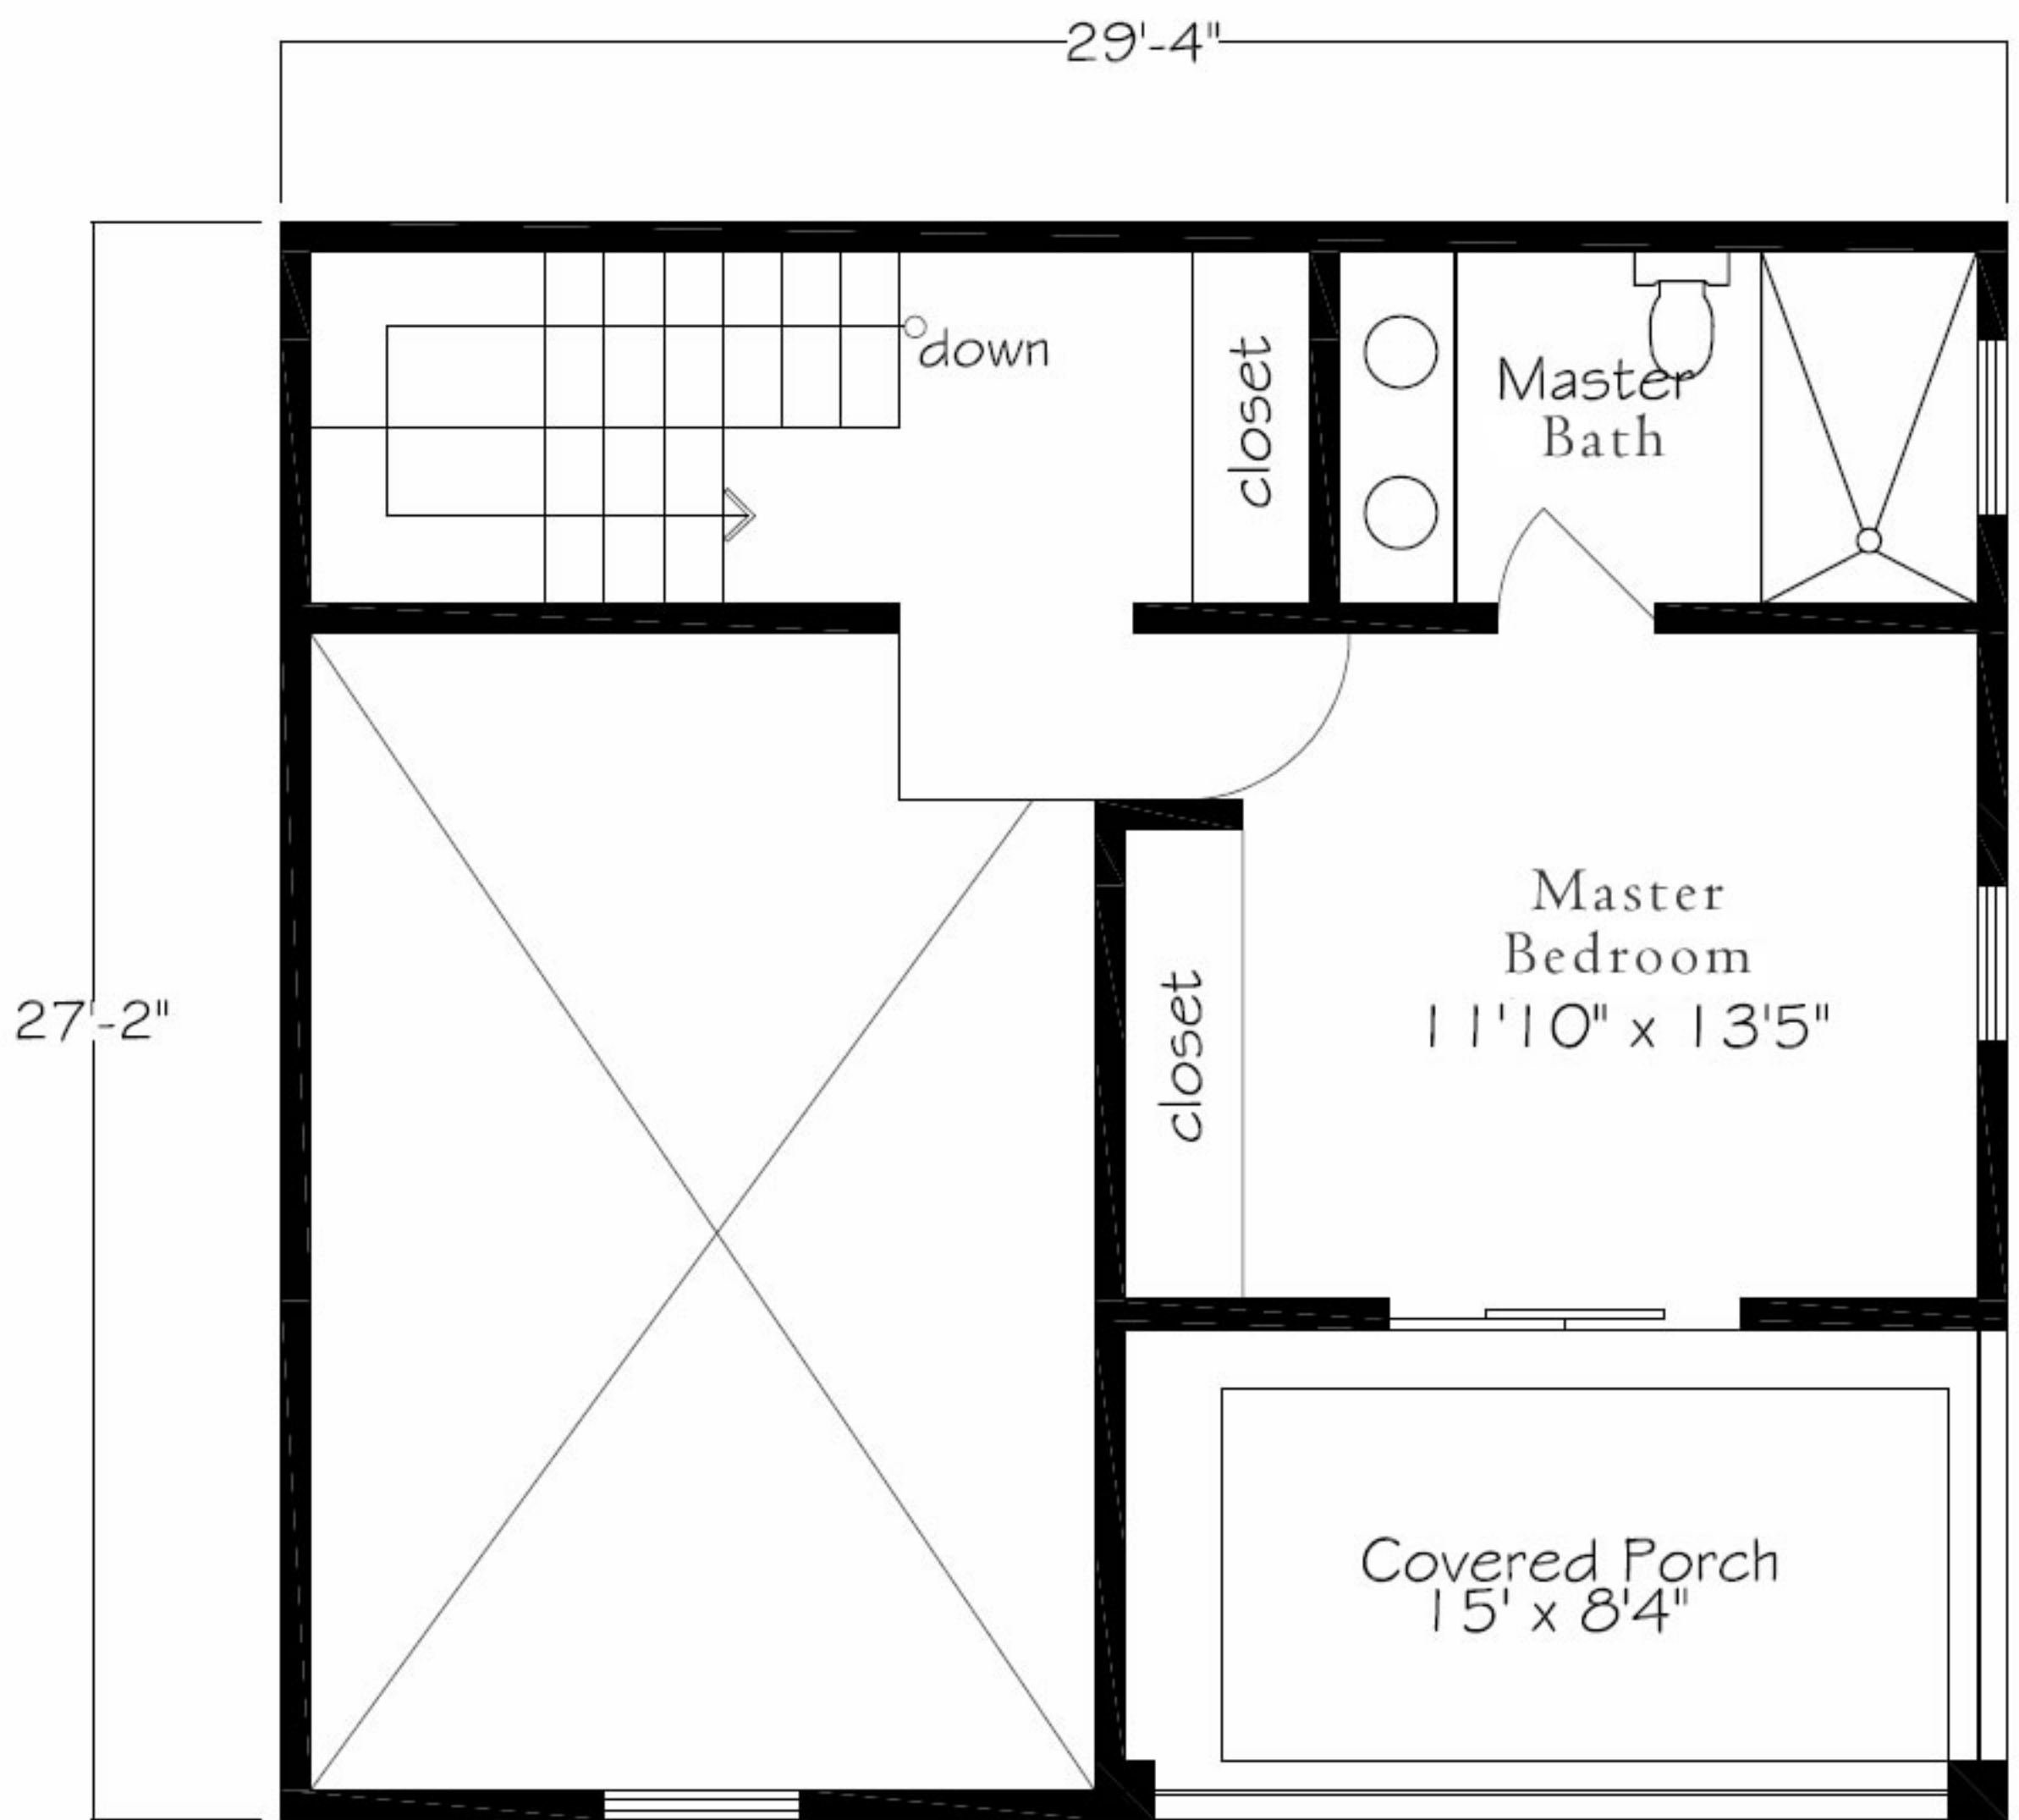 29'-4"
down
closet
Master
Bath
27'-2"
Master
Bedroom
11'10" x 13'5"
closet
Covered Porch
15' x 8'4"